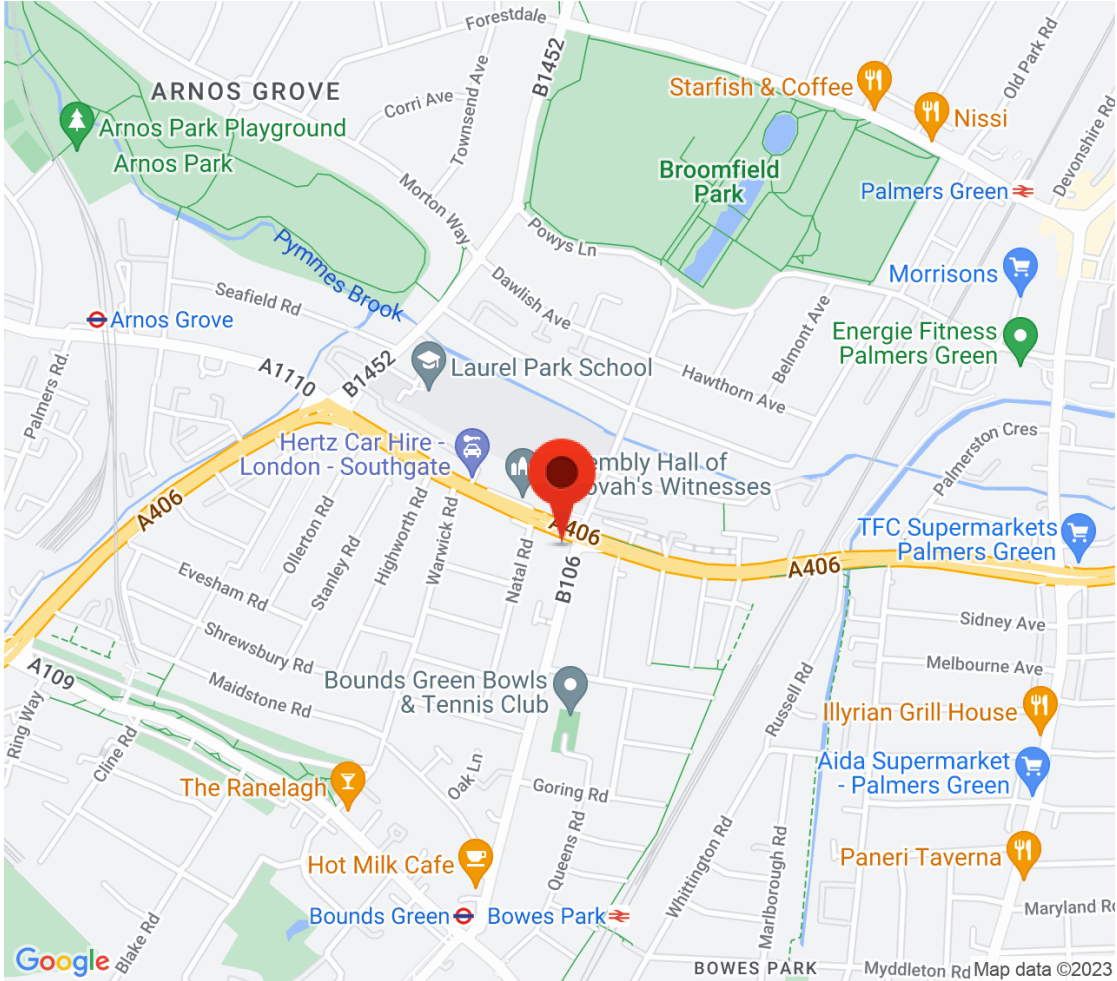 Forestdale
ARNOS GROVE
Corri Ave
Townsend Ave
B1452
Old Park Rd
Starfish & Coffee
Nissi
Arnos Park Playground
Arnos Park
Devonshire Rd
Broomfield
Park
Palmers Green
Morton Way
Powys Ln
Pymmes Brook
Dawlish Ave
Morrisons
Seafield Rd
Arnos Grove
Belmont Ave
Energie Fitness
Palmers Green
A1110
B1452
Laurel Park School
Hawthorn Ave
Palmers Rd.
Palmerston Cres
Hertz Car Hire -
London - Southgate
embly Hall of
ovah's Witnesses
A406
A406
A406
TFC Supermarkets
Palmers Green
Ollerton Rd
Stanley Rd
Highworth Rd
Warwick Rd
Natal Rd
B106
Evesham Rd
Sidney Ave
Shrewsbury Rd
Melbourne Ave
A109
Maidstone Rd
Bounds Green Bowls
& Tennis Club
Russell Rd
Illyrian Grill House
Ring Way
Cline Rd
Oak Ln
Aida Supermarket
- Palmers Green
The Ranelagh
Goring Rd
Queens Rd
Hot Milk Cafe
Whittington Rd
Marlborough Rd
Paneri Taverna
Bounds Green
Bowes Park
Maryland Rd
Blake Rd
Google
BOWES PARK
Myddleton Rd
Map data ©2023